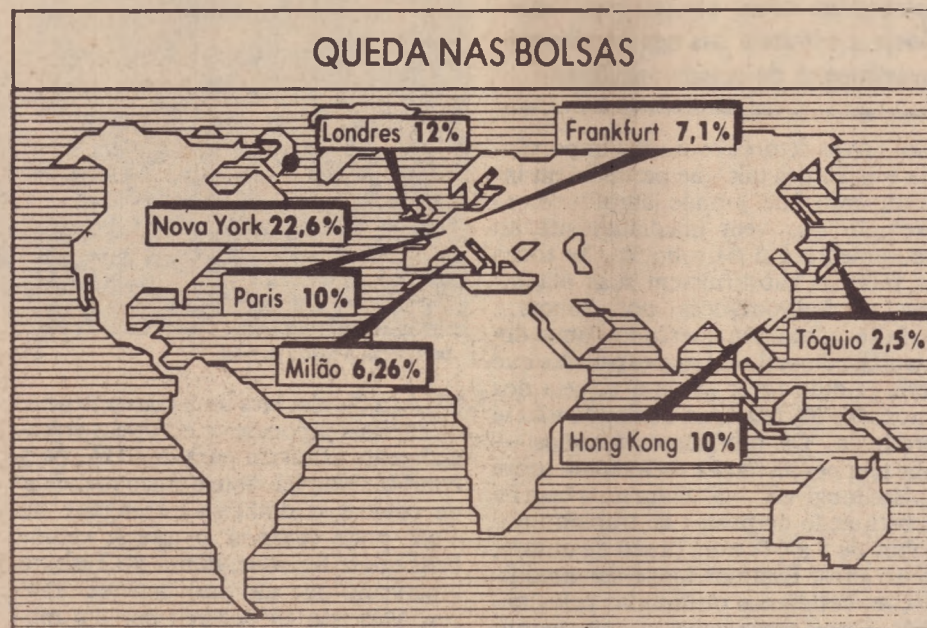 QUEDA NAS BOLSAS
Londres 12%
Frankfurt 7,1%
Nova York 22,6%
Paris 10%
Tóquio 2,5%
Milão 6,26%
Hong Kong 10%